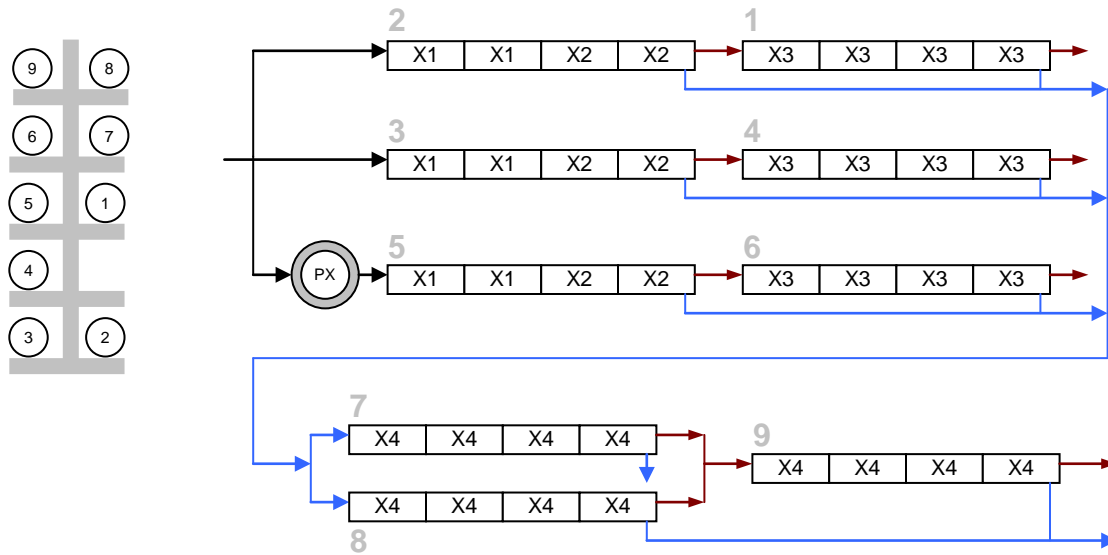 9 8
6 7
5 1
4
3 2
2 1
X1 X1 X2 X2 X3 X3 X3 X3
3 4
X1 X1 X2 X2 X3 X3 X3 X3
5 6
PX X1 X1 X2 X2 X3 X3 X3 X3
7
X4 X4 X4 X4
9
X4 X4 X4 X4
X4 X4 X4 X4
8